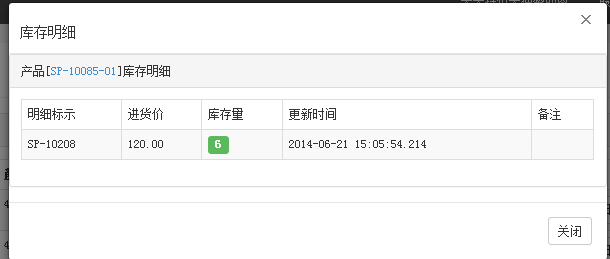 ×
库存明细
产品[SP-10085-01]库存明细
明细标示 进货价 库存量 更新时间 备注
SP-10208 120.00 6 2014-06-21 15:05:54.214
关闭